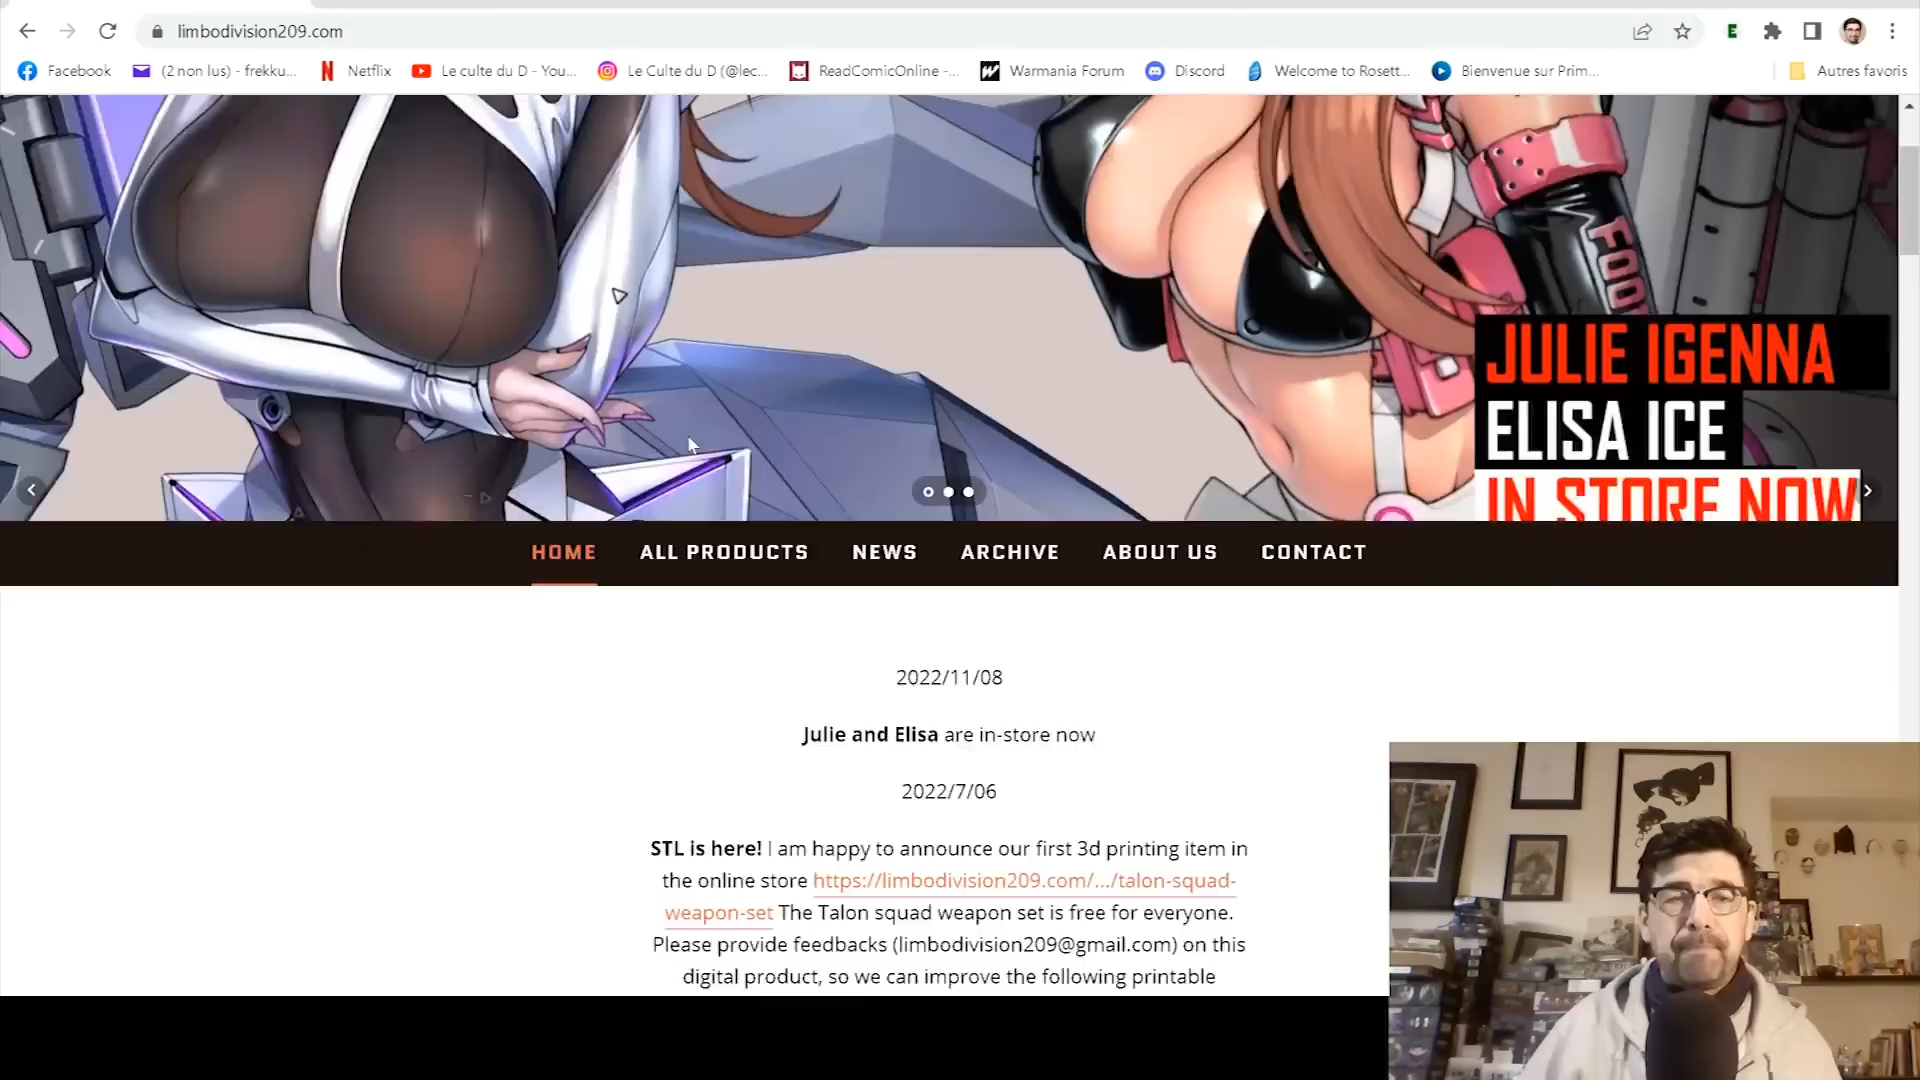 limbodivision209.com
Facebook
(2 non lus) - frekku...
Netflix
Le culte du D - You...
Le Culte du D (@lec...
ReadComicOnline -...
Warmania Forum
Discord
Welcome to Rosett...
Bienvenue sur Prim...
Autres favoris
FOO
JULIE IGENNA
ELISA ICE
IN STORE NOW
HOME
ALL PRODUCTS
NEWS
ARCHIVE
ABOUT US
CONTACT
2022/11/08
Julie and Elisa are in-store now
2022/7/06
STL is here! I am happy to announce our first 3d printing item in
the online store https://limbodivision209.com/.../talon-squad-
weapon-set The Talon squad weapon set is free for everyone.
Please provide feedbacks (limbodivision209@gmail.com) on this
digital product, so we can improve the following printable